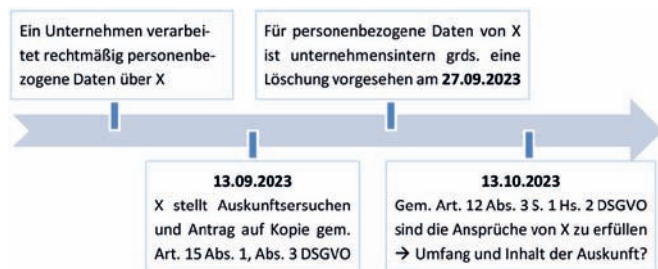 Ein Unternehmen verarbei-
tet rechtmäßig personenbe-
zogene Daten über X
Für personenbezogene Daten von X
ist unternehmensintern grds. eine
Löschung vorgesehen am 27.09.2023
13.09.2023
X stellt Auskunftsersuchen
und Antrag auf Kopie gem.
Art. 15 Abs. 1, Abs. 3 DSGVO
13.10.2023
Gem. Art. 12 Abs. 3 S. 1 Hs. 2 DSGVO
sind die Ansprüche von X zu erfüllen
→ Umfang und Inhalt der Auskunft?